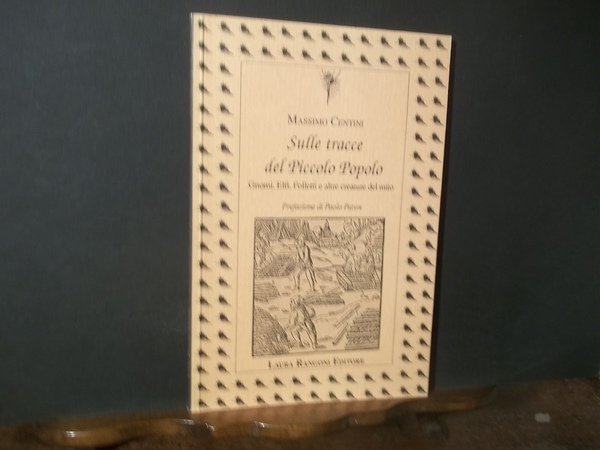 MASSIMO CENTINI
Sulle tracce
del Piccolo Popolo
Gnomi, Elfi, Folletti e altre creature del mito
Prefazione di Paolo Pavon
LAURA RANGONI EDITORE